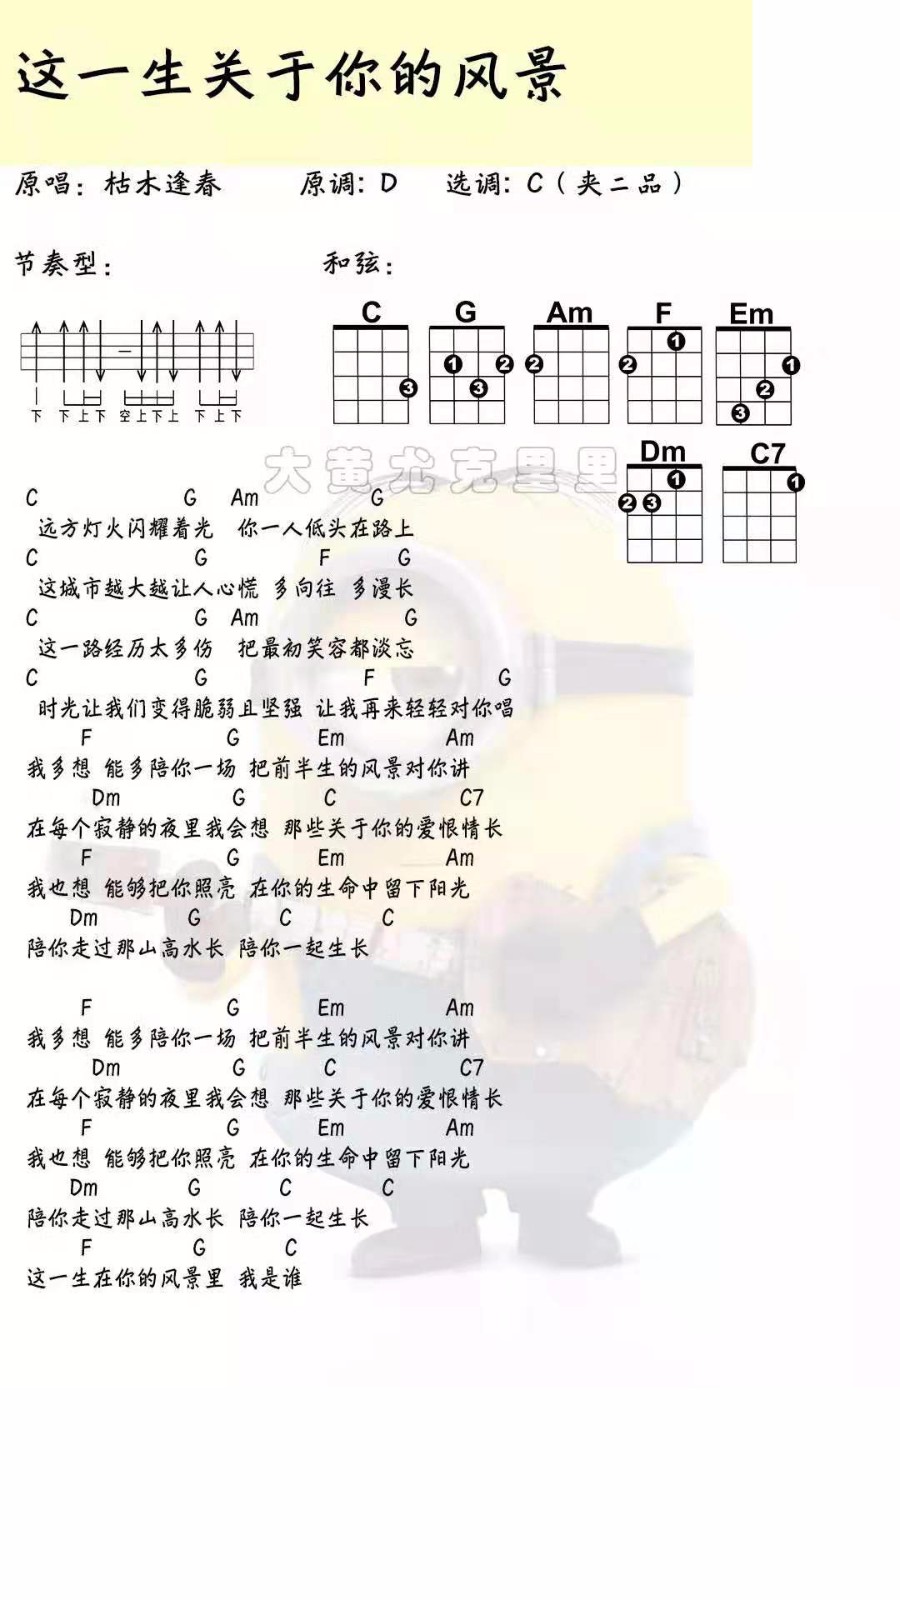 这一生关于你的风景
原唱：枯木逢春 原调：D 选调：C（夹二品）
节奏型： 和弦：
C G Am F Em
1 2 3 2 2 1 1 2 3
3
下 下 上 下 空 上 下 上 下 上 下
Dm C7
1 2 3 1
大黄尤克里里
C G Am G
远方灯火闪耀着光 你一人低头在路上
C G F G
这城市越大越让人心慌 多向往 多漫长
C G Am G
这一路经历太多伤 把最初笑容都淡忘
C G F G
时光让我们变得脆弱且坚强 让我再来轻轻对你唱
F G Em Am
我多想 能多陪你一场 把前半生的风景对你讲
Dm G C C7
在每个寂静的夜里我会想 那些关于你的爱恨情长
F G Em Am
我也想 能够把你照亮 在你的生命中留下阳光
Dm G C C
陪你走过那山高水长 陪你一起生长
F G Em Am
我多想 能多陪你一场 把前半生的风景对你讲
Dm G C C7
在每个寂静的夜里我会想 那些关于你的爱恨情长
F G Em Am
我也想 能够把你照亮 在你的生命中留下阳光
Dm G C C
陪你走过那山高水长 陪你一起生长
F G C
这一生在你的风景里 我是谁